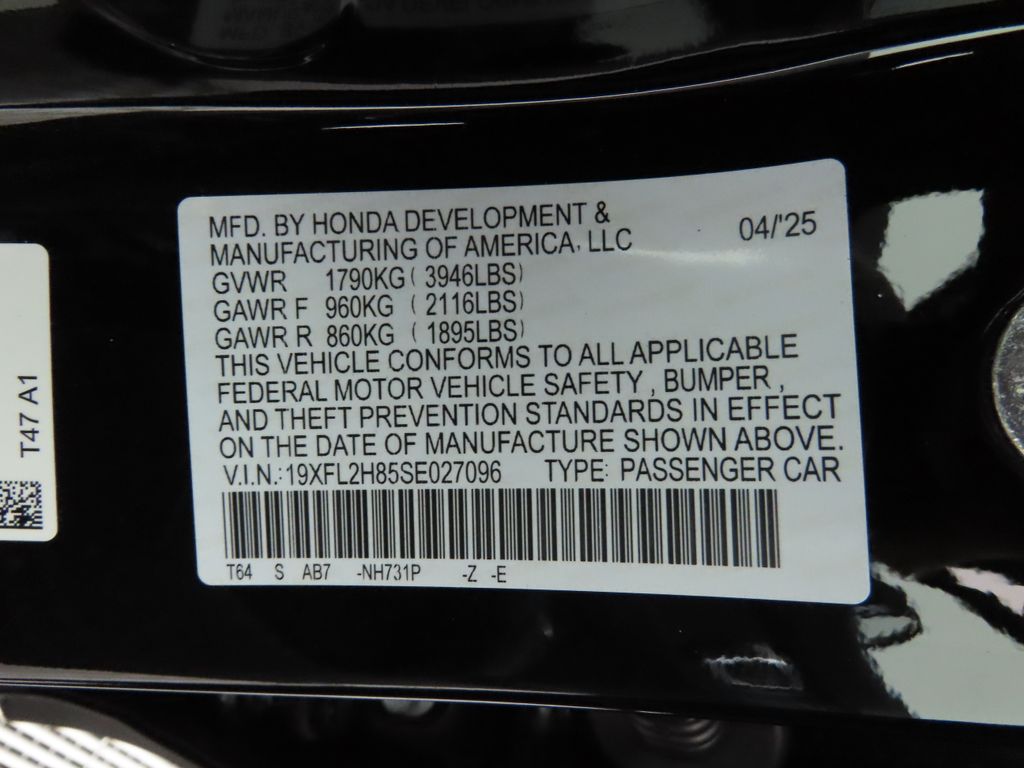 MFD. BY HONDA DEVELOPMENT &
MANUFACTURING OF AMERICA, LLC
04/'25
GVWR 1790KG ( 3946LBS)
GAWR F 960KG ( 2116LBS)
GAWR R 860KG ( 1895LBS)
THIS VEHICLE CONFORMS TO ALL APPLICABLE
FEDERAL MOTOR VEHICLE SAFETY , BUMPER ,
AND THEFT PREVENTION STANDARDS IN EFFECT
ON THE DATE OF MANUFACTURE SHOWN ABOVE.
V.I.N.:19XFL2H85SE027096 TYPE: PASSENGER CAR
T64 S AB7 -NH731P -Z -E
T47 A1